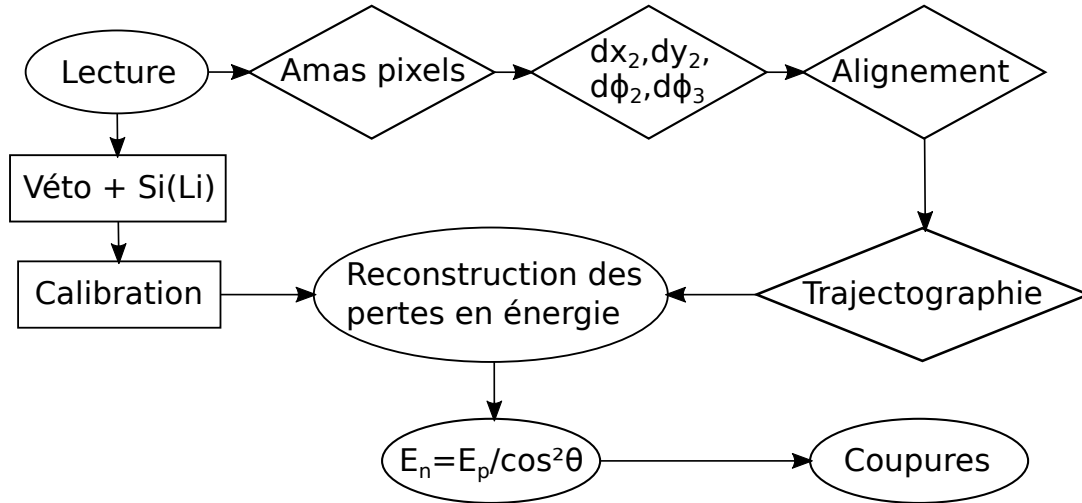 Lecture
Amas pixels
dx₂,dy₂,
dϕ₂,dϕ₃
Alignement
Véto + Si(Li)
Calibration
Reconstruction des
pertes en énergie
Trajectographie
Eₙ=Eₚ/cos²θ
Coupures